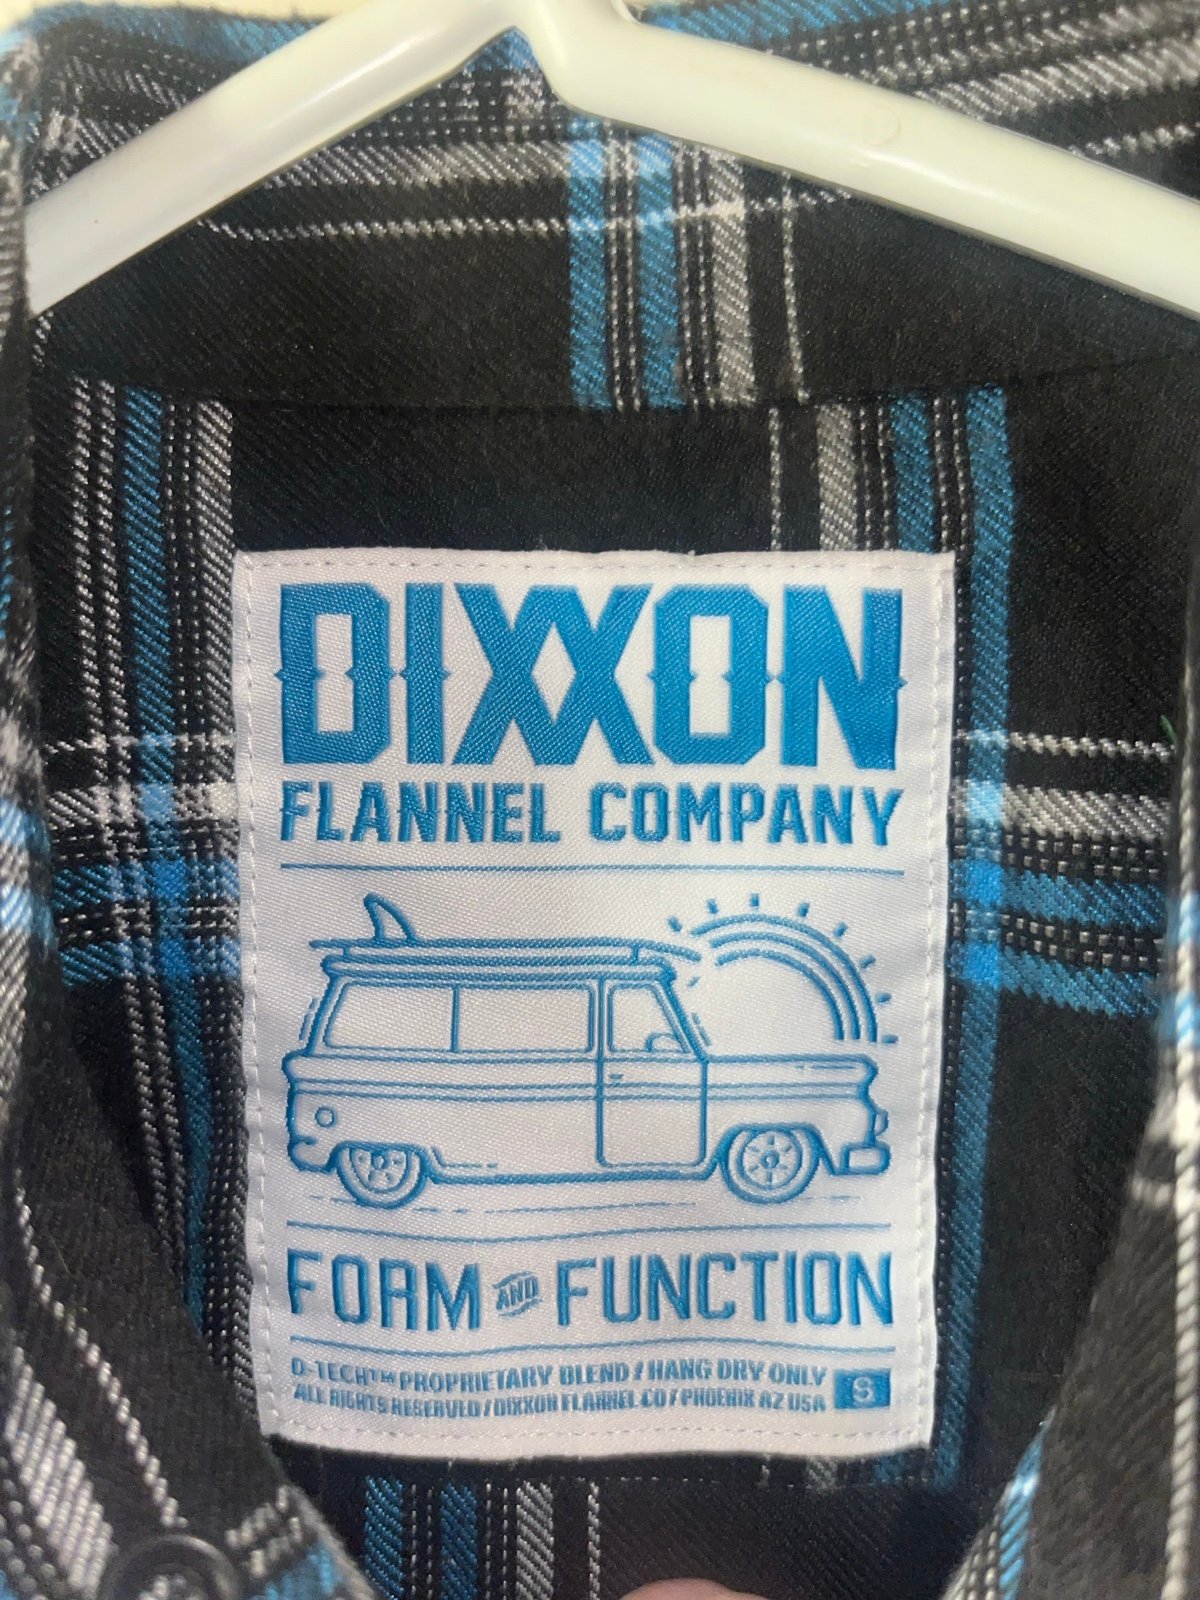 DIXXON
FLANNEL COMPANY
FORM AND FUNCTION
D-TECH™ PROPRIETARY BLEND / HANG DRY ONLY
ALL RIGHTS RESERVED / DIXXON FLANNEL CO / PHOENIX AZ USA
S